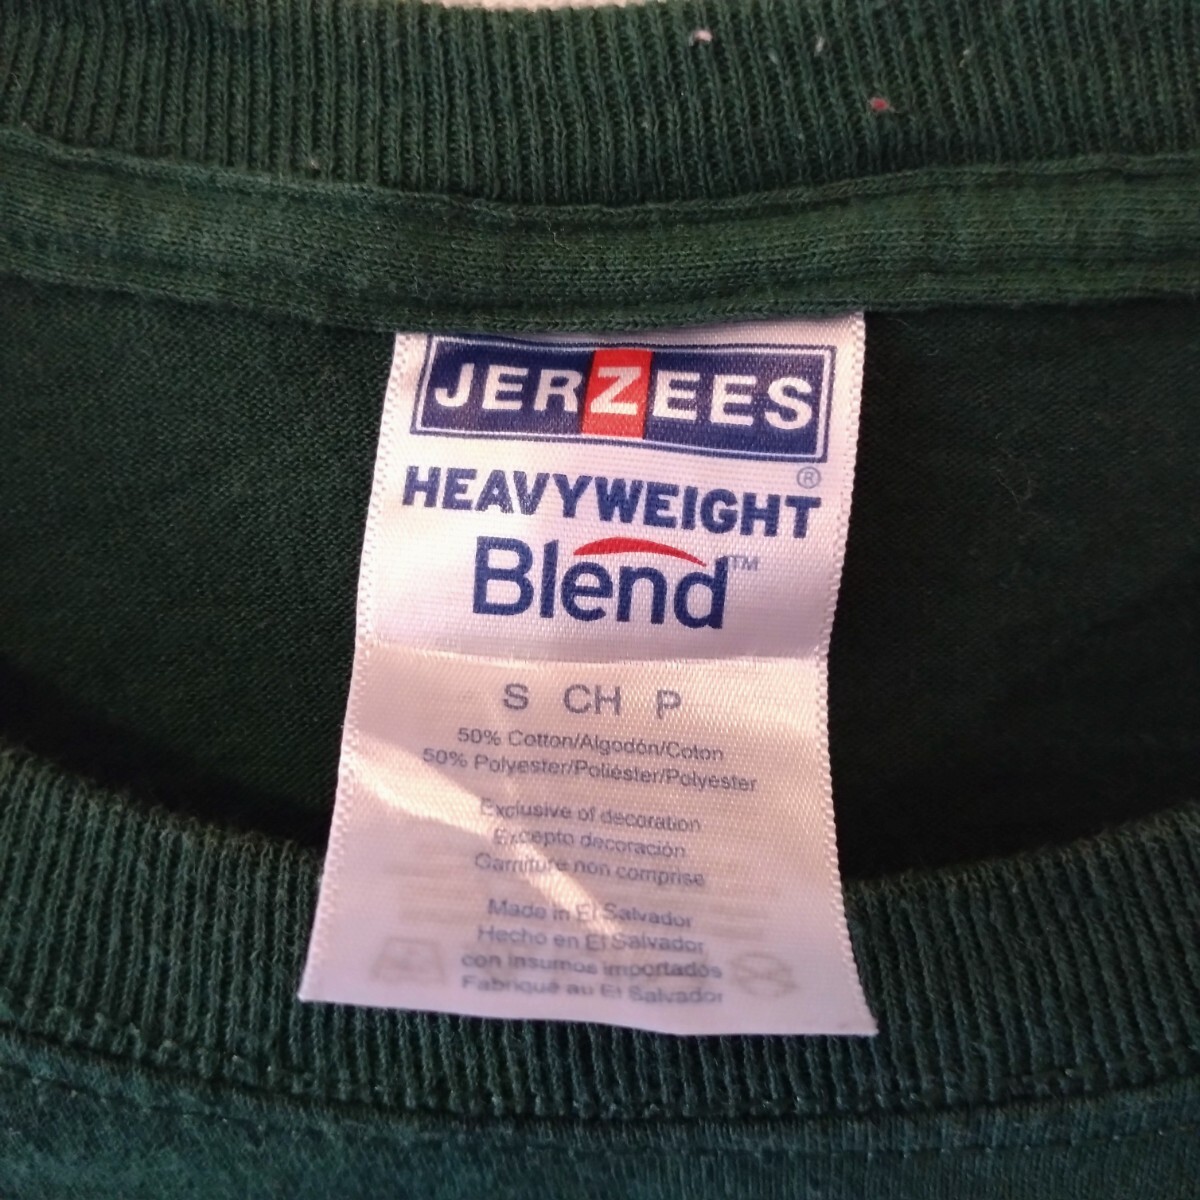 JERZEES
®
HEAVYWEIGHT
Blend™
S CH P
50% Cotton/Algodón/Coton
50% Polyester/Poliéster/Polyester
Exclusive of decoration
Excepto decoración
Garniture non comprise
Made in El Salvador
Hecho en El Salvador
con insumos importados
Fabriqué au El Salvador